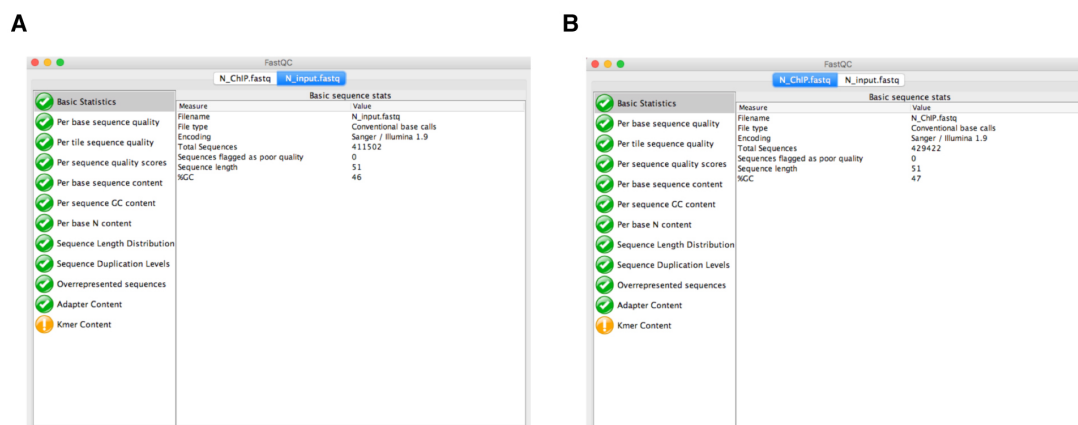 A
FastQC
N_ChIP.fastq N_input.fastq
Basic Statistics
Per base sequence quality
Per tile sequence quality
Per sequence quality scores
Per base sequence content
Per sequence GC content
Per base N content
Sequence Length Distribution
Sequence Duplication Levels
Overrepresented sequences
Adapter Content
Kmer Content
Basic sequence stats
Measure Value
Filename N_input.fastq
File type Conventional base calls
Encoding Sanger / Illumina 1.9
Total Sequences 411502
Sequences flagged as poor quality 0
Sequence length 51
%GC 46
B
FastQC
N_ChIP.fastq N_input.fastq
Basic Statistics
Per base sequence quality
Per tile sequence quality
Per sequence quality scores
Per base sequence content
Per sequence GC content
Per base N content
Sequence Length Distribution
Sequence Duplication Levels
Overrepresented sequences
Adapter Content
Kmer Content
Basic sequence stats
Measure Value
Filename N_ChIP.fastq
File type Conventional base calls
Encoding Sanger / Illumina 1.9
Total Sequences 429422
Sequences flagged as poor quality 0
Sequence length 51
%GC 47